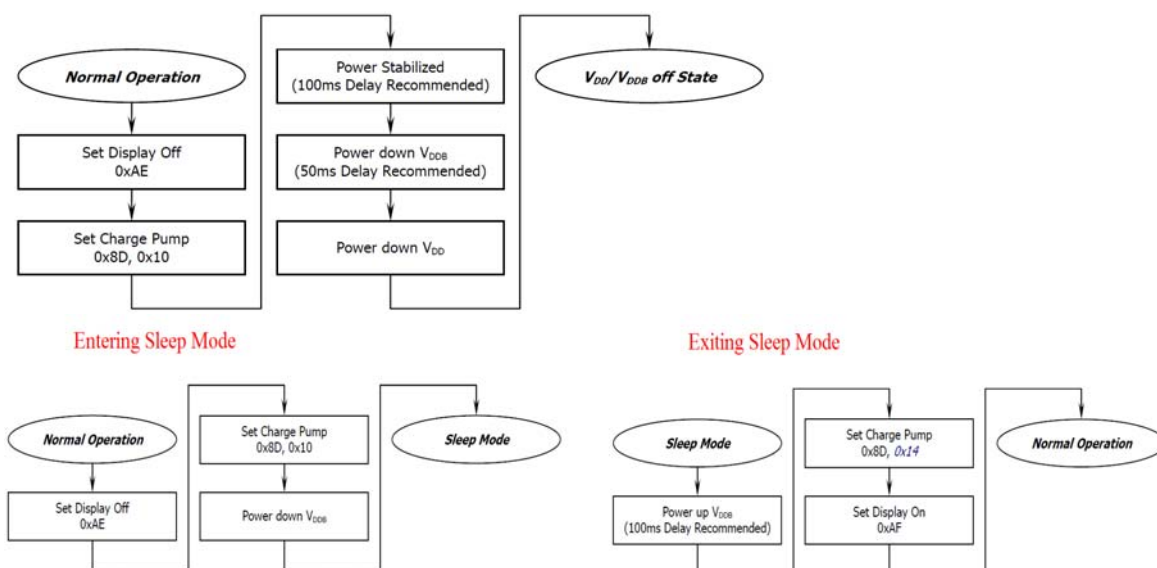 Normal Operation
Set Display Off
0xAE
Set Charge Pump
0x8D, 0x10
Power Stabilized
(100ms Delay Recommended)
Power down VDDB
(50ms Delay Recommended)
Power down VDD
VDD/VDDB off State
Entering Sleep Mode
Normal Operation
Set Display Off
0xAE
Set Charge Pump
0x8D, 0x10
Power down VDDB
Sleep Mode
Exiting Sleep Mode
Sleep Mode
Power up VDDB
(100ms Delay Recommended)
Set Charge Pump
0x8D, 0x14
Set Display On
0xAF
Normal Operation